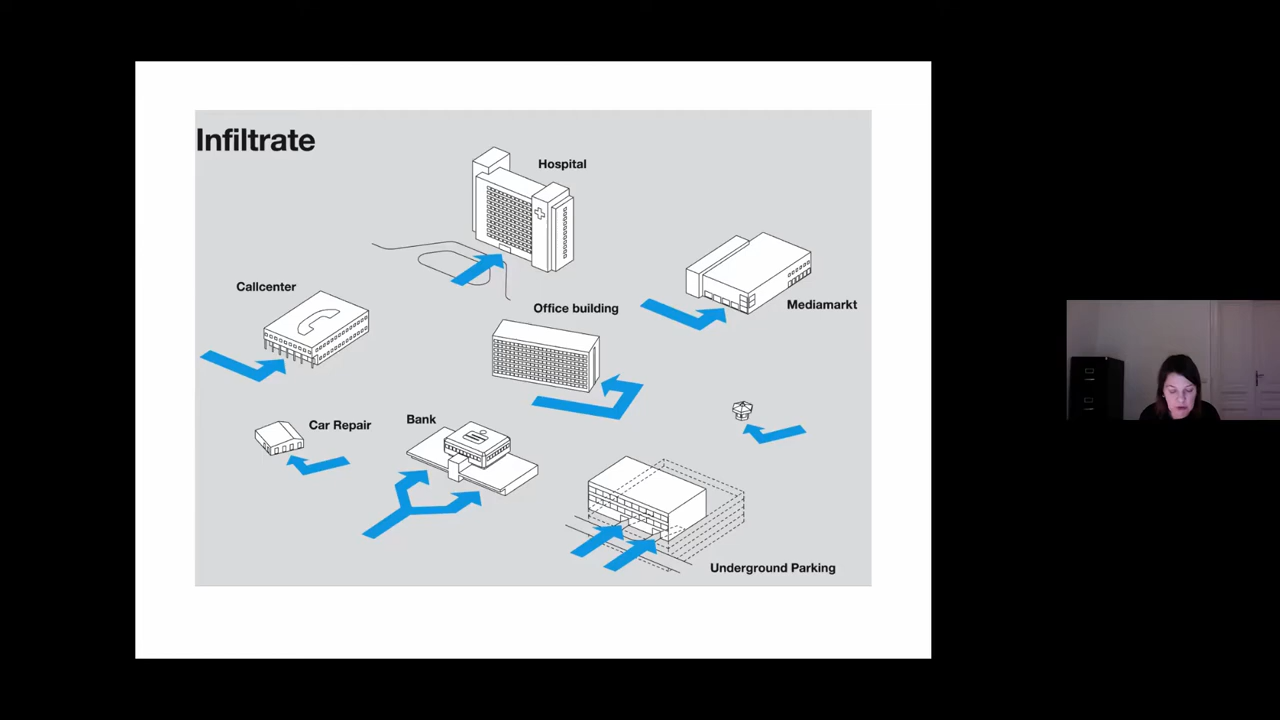 Infiltrate
Hospital
Callcenter
Office building
Mediamarkt
Car Repair
Bank
Underground Parking